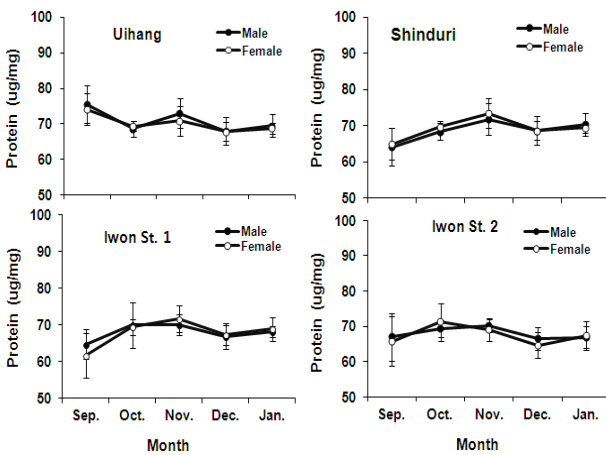 Uihang
Male
Female
Protein (ug/mg)
100
90
80
70
60
50
Shinduri
Male
Female
Protein (ug/mg)
100
90
80
70
60
50
Iwon St. 1
Male
Female
Protein (ug/mg)
100
90
80
70
60
50
Sep. Oct. Nov. Dec. Jan.
Month
Iwon St. 2
Male
Female
Protein (ug/mg)
100
90
80
70
60
50
Sep. Oct. Nov. Dec. Jan.
Month